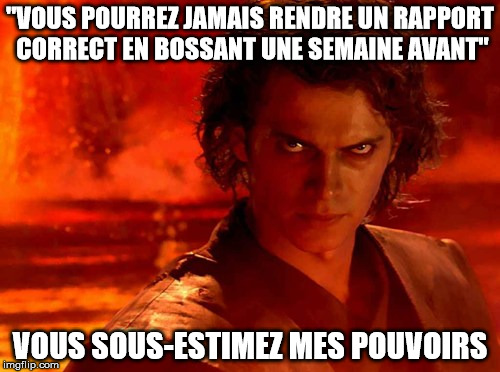 "VOUS POURREZ JAMAIS RENDRE UN RAPPORT
CORRECT EN BOSSANT UNE SEMAINE AVANT"
VOUS SOUS-ESTIMEZ MES POUVOIRS
imgflip.com